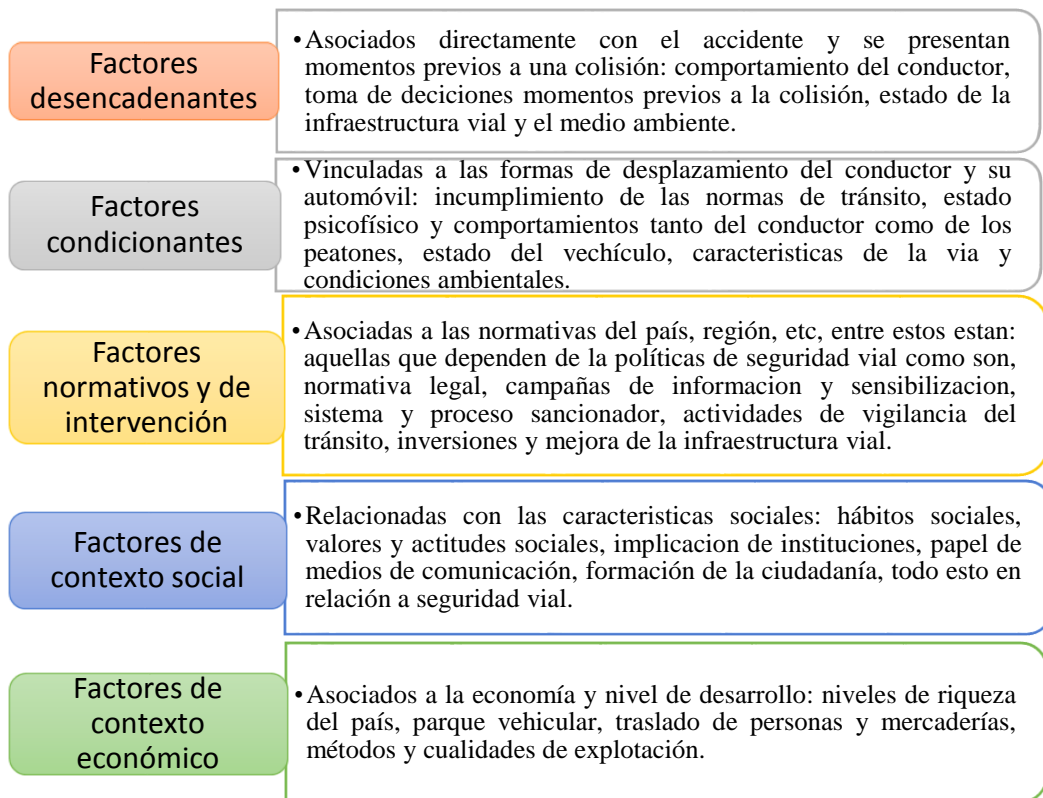 Factores
desencadenantes
•Asociados directamente con el accidente y se presentan
momentos previos a una colisión: comportamiento del conductor,
toma de deciciones momentos previos a la colisión, estado de la
infraestructura vial y el medio ambiente.
Factores
condicionantes
•Vinculadas a las formas de desplazamiento del conductor y su
automóvil: incumplimiento de las normas de tránsito, estado
psicofísico y comportamientos tanto del conductor como de los
peatones, estado del vechículo, caracteristicas de la via y
condiciones ambientales.
Factores
normativos y de
intervención
•Asociadas a las normativas del país, región, etc, entre estos estan:
aquellas que dependen de la políticas de seguridad vial como son,
normativa legal, campañas de informacion y sensibilizacion,
sistema y proceso sancionador, actividades de vigilancia del
tránsito, inversiones y mejora de la infraestructura vial.
Factores de
contexto social
•Relacionadas con las caracteristicas sociales: hábitos sociales,
valores y actitudes sociales, implicacion de instituciones, papel de
medios de comunicación, formación de la ciudadanía, todo esto en
relación a seguridad vial.
Factores de
contexto
económico
•Asociados a la economía y nivel de desarrollo: niveles de riqueza
del país, parque vehicular, traslado de personas y mercaderías,
métodos y cualidades de explotación.